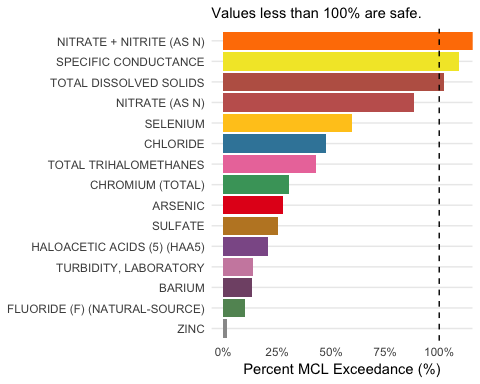 Values less than 100% are safe.
NITRATE + NITRITE (AS N)
SPECIFIC CONDUCTANCE
TOTAL DISSOLVED SOLIDS
NITRATE (AS N)
SELENIUM
CHLORIDE
TOTAL TRIHALOMETHANES
CHROMIUM (TOTAL)
ARSENIC
SULFATE
HALOACETIC ACIDS (5) (HAA5)
TURBIDITY, LABORATORY
BARIUM
FLUORIDE (F) (NATURAL-SOURCE)
ZINC
0% 25% 50% 75% 100%
Percent MCL Exceedance (%)